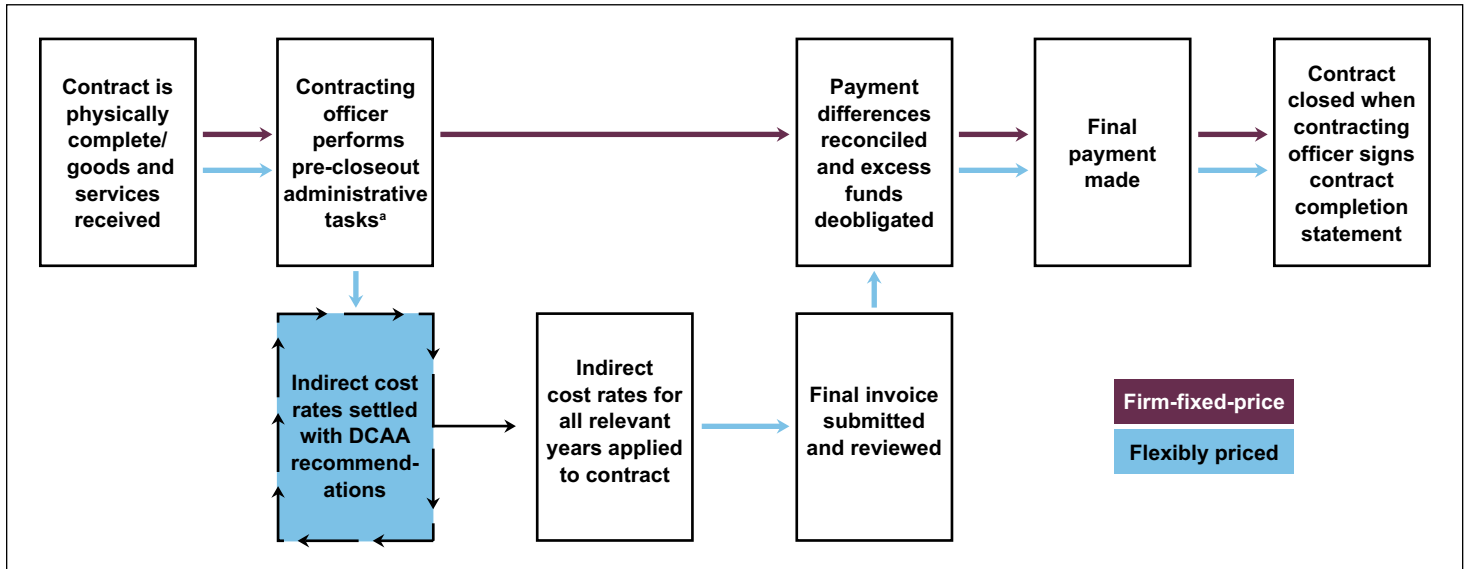 Contract is
physically
complete/
goods and
services
received
Contracting
officer
performs
pre-closeout
administrative
tasksᵃ
Payment
differences
reconciled
and excess
funds
deobligated
Final
payment
made
Contract
closed when
contracting
officer signs
contract
completion
statement
Indirect cost
rates settled
with DCAA
recommend-
ations
Indirect
cost rates for
all relevant
years applied
to contract
Final invoice
submitted
and reviewed
Firm-fixed-price
Flexibly priced